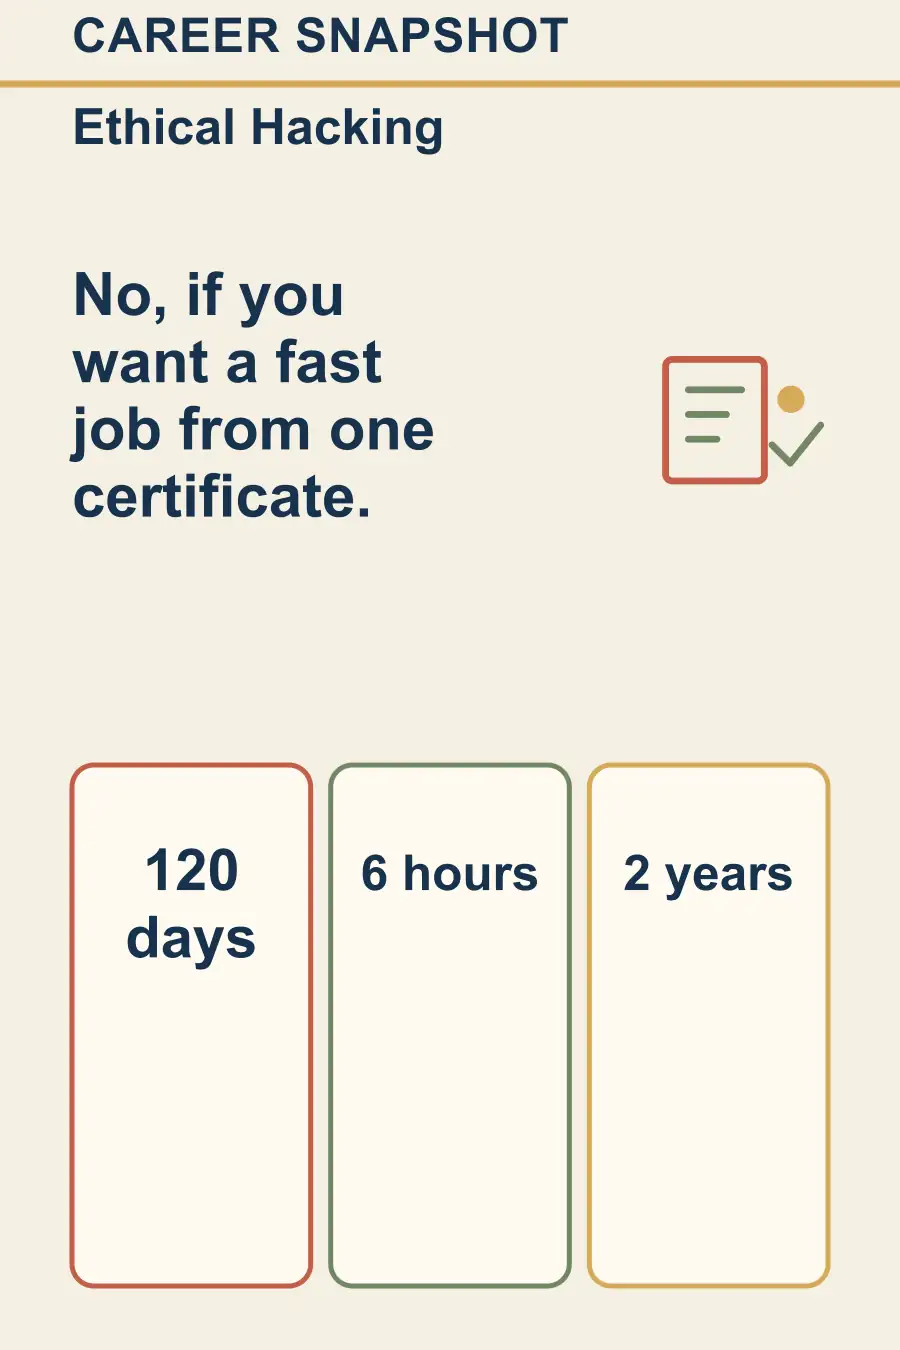 CAREER SNAPSHOT
Ethical Hacking
No, if you
want a fast
job from one
certificate.
120
days
6 hours
2 years